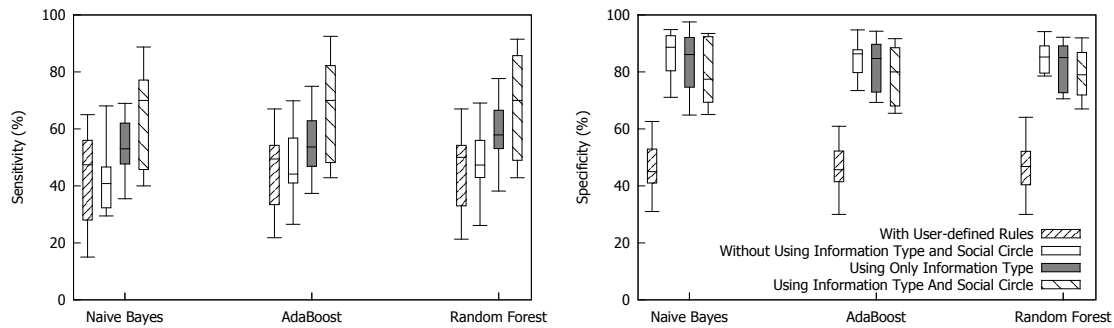 100
80
60
40
20
0
Sensitivity (%)
Naive Bayes
AdaBoost
Random Forest
100
80
60
40
20
0
Specificity (%)
With User-defined Rules
Without Using Information Type and Social Circle
Using Only Information Type
Using Information Type And Social Circle
Naive Bayes
AdaBoost
Random Forest